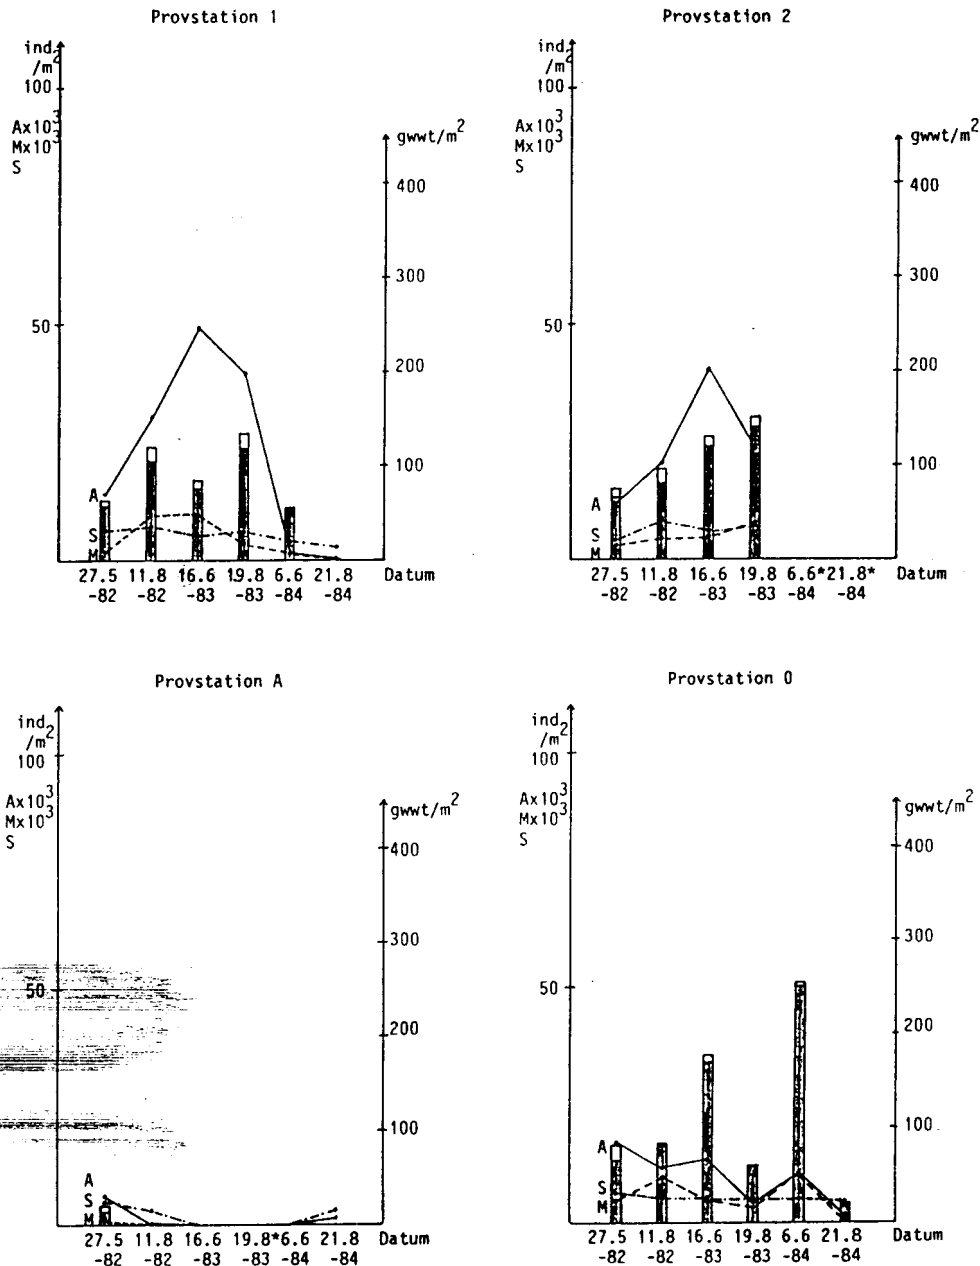 Provstation 1
ind.
/m2
100
Ax103
Mx103
S
gwwt/m2
400
300
50
200
100
A
S
M
27.5 11.8 16.6 19.8 6.6 21.8 Datum
-82 -82 -83 -83 -84 -84
Provstation 2
ind.
/m2
100
Ax103
Mx103
S
gwwt/m2
400
300
50
200
100
A
S
M
27.5 11.8 16.6 19.8 6.6*21.8* Datum
-82 -82 -83 -83 -84 -84
Provstation A
ind.
/m2
100
Ax103
Mx103
S
gwwt/m2
400
300
50
200
100
A
S
M
27.5 11.8 16.6 19.8*6.6 21.8 Datum
-82 -82 -83 -83 -84 -84
Provstation 0
ind.
/m2
100
Ax103
Mx103
S
gwwt/m2
400
300
50
200
100
A
S
M
27.5 11.8 16.6 19.8 6.6 21.8 Datum
-82 -82 -83 -83 -84 -84